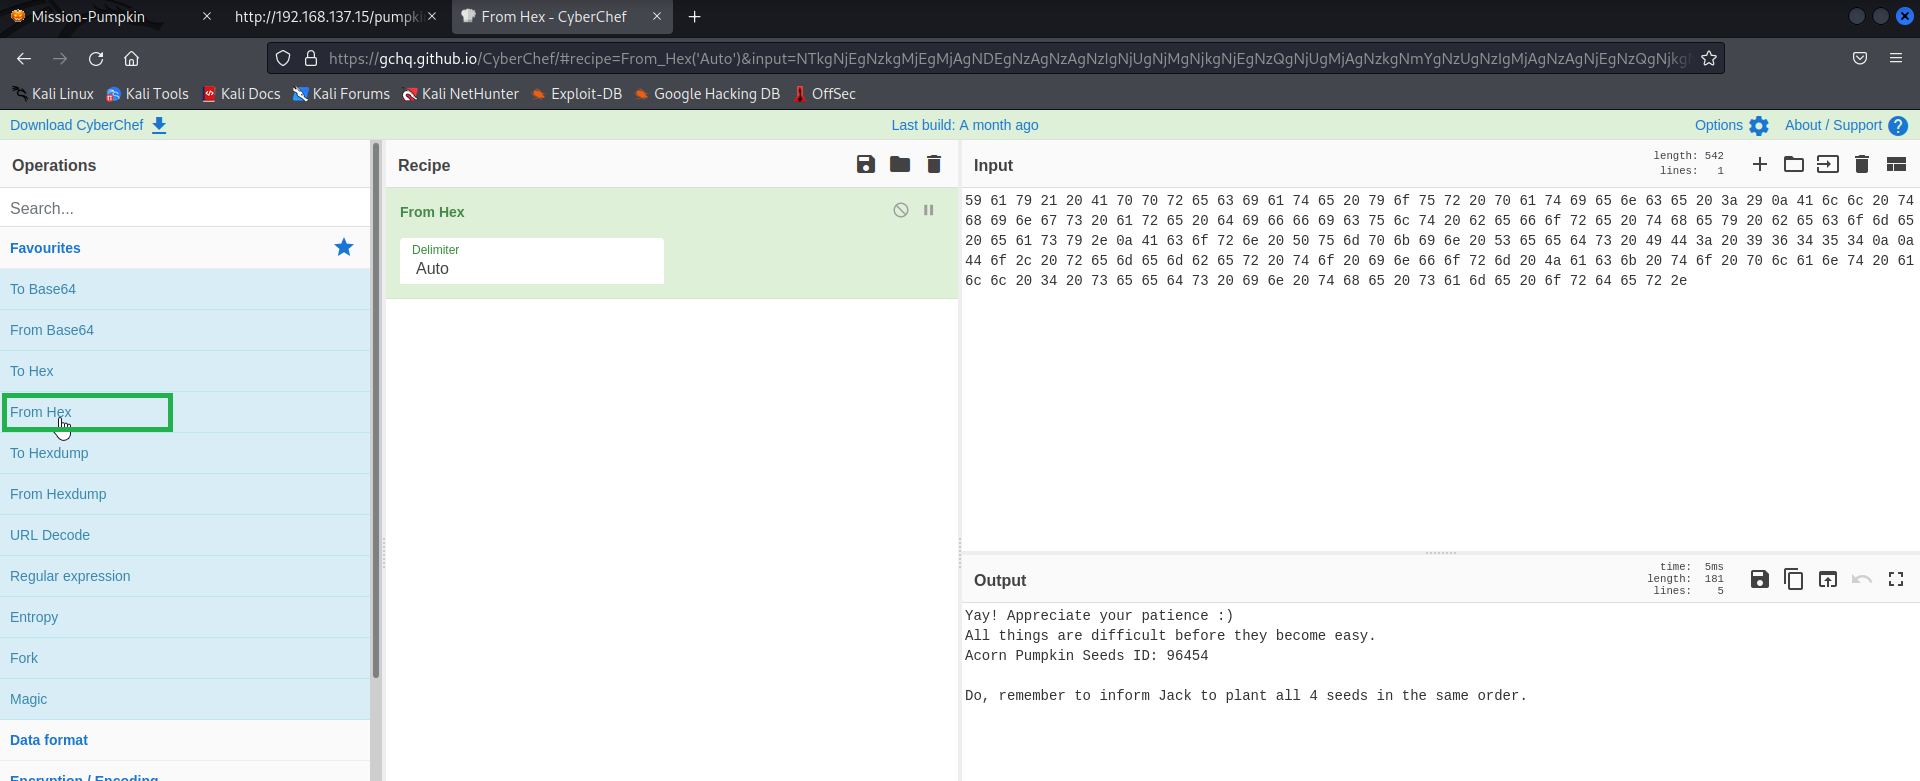 Mission-Pumpkin
http://192.168.137.15/pumpki
From Hex - CyberChef
https://gchq.github.io/CyberChef/#recipe=From_Hex('Auto')&input=NTkgNjEgNzkgMjEgMjAgNDEgNzAgNzAgNzIgNjUgNjMgNjkgNjEgNzQgNjUgMjAgNzkgNmYgNzUgNzIgMjAgNzAgNjEgNzQgNjkg
Kali Linux Kali Tools Kali Docs Kali Forums Kali NetHunter Exploit-DB Google Hacking DB OffSec
Download CyberChef
Last build: A month ago
Options
About / Support
Operations
Search...
Favourites
To Base64
From Base64
To Hex
From Hex
To Hexdump
From Hexdump
URL Decode
Regular expression
Entropy
Fork
Magic
Data format
Encryption / Encoding
Recipe
From Hex
Delimiter
Auto
Input
length: 542
lines: 1
59 61 79 21 20 41 70 70 72 65 63 69 61 74 65 20 79 6f 75 72 20 70 61 74 69 65 6e 63 65 20 3a 29 0a 41 6c 6c 20 74
68 69 6e 67 73 20 61 72 65 20 64 69 66 66 69 63 75 6c 74 20 62 65 66 6f 72 65 20 74 68 65 79 20 62 65 63 6f 6d 65
20 65 61 73 79 2e 0a 41 63 6f 72 6e 20 50 75 6d 70 6b 69 6e 20 53 65 65 64 73 20 49 44 3a 20 39 36 34 35 34 0a 0a
44 6f 2c 20 72 65 6d 65 6d 62 65 72 20 74 6f 20 69 6e 66 6f 72 6d 20 4a 61 63 6b 20 74 6f 20 70 6c 61 6e 74 20 61
6c 6c 20 34 20 73 65 65 64 73 20 69 6e 20 74 68 65 20 73 61 6d 65 20 6f 72 64 65 72 2e
Output
time: 5ms
length: 181
lines: 5
Yay! Appreciate your patience :)
All things are difficult before they become easy.
Acorn Pumpkin Seeds ID: 96454
Do, remember to inform Jack to plant all 4 seeds in the same order.